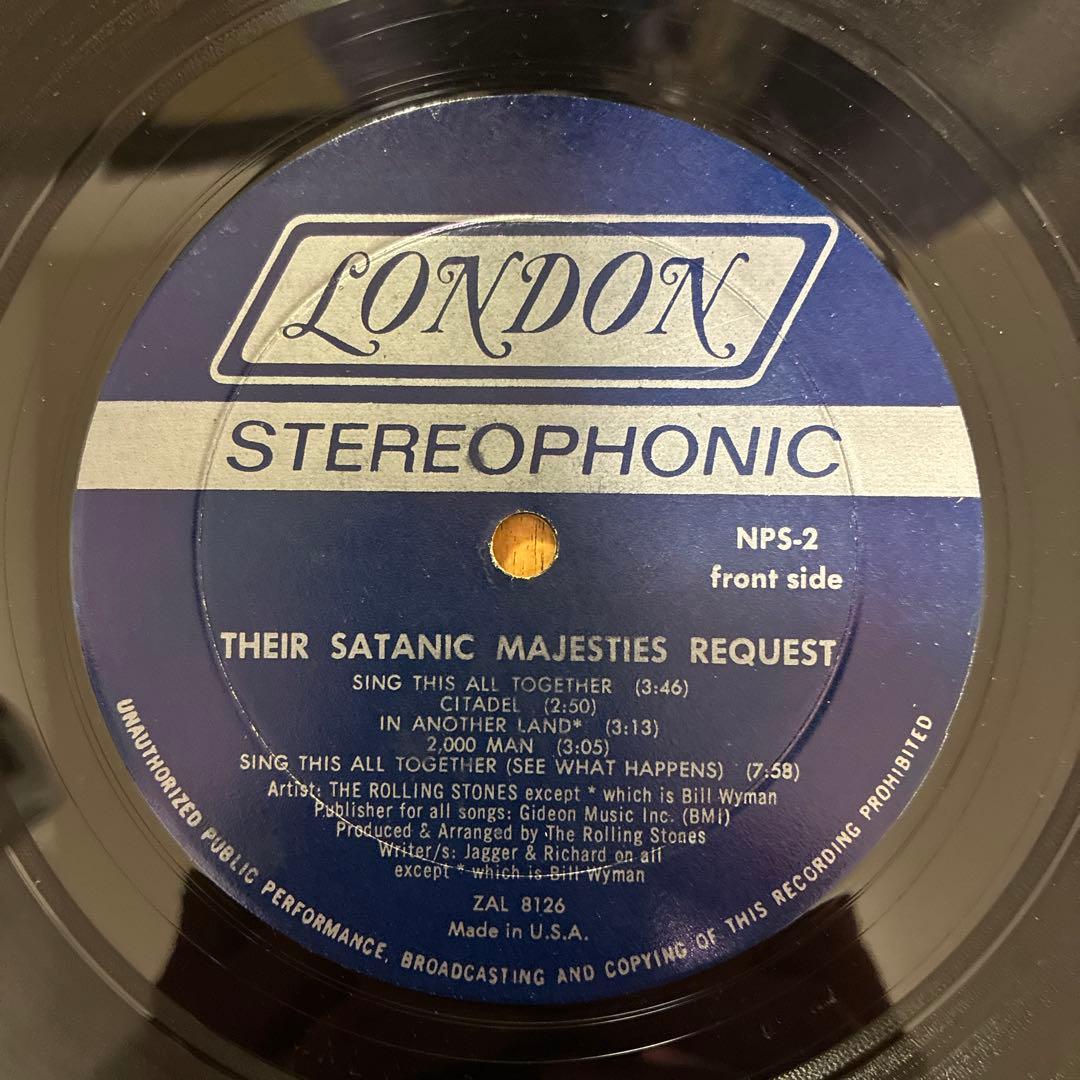 LONDON
STEREOPHONIC
NPS-2
front side
THEIR SATANIC MAJESTIES REQUEST
SING THIS ALL TOGETHER (3:46)
CITADEL (2:50)
IN ANOTHER LAND* (3:13)
2,000 MAN (3:05)
SING THIS ALL TOGETHER (SEE WHAT HAPPENS) (7:58)
Artist: THE ROLLING STONES except * which is Bill Wyman
Publisher for all songs: Gideon Music Inc. (BMI)
Produced & Arranged by The Rolling Stones
Writer/s: Jagger & Richard on all
except * which is Bill Wyman
ZAL 8126
Made in U.S.A.
UNAUTHORIZED PUBLIC PERFORMANCE, BROADCASTING AND COPYING OF THIS RECORDING PROHIBITED